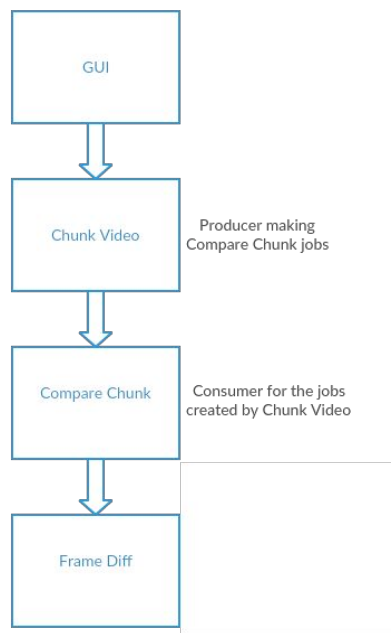 GUI
Chunk Video
Producer making
Compare Chunk jobs
Compare Chunk
Consumer for the jobs
created by Chunk Video
Frame Diff